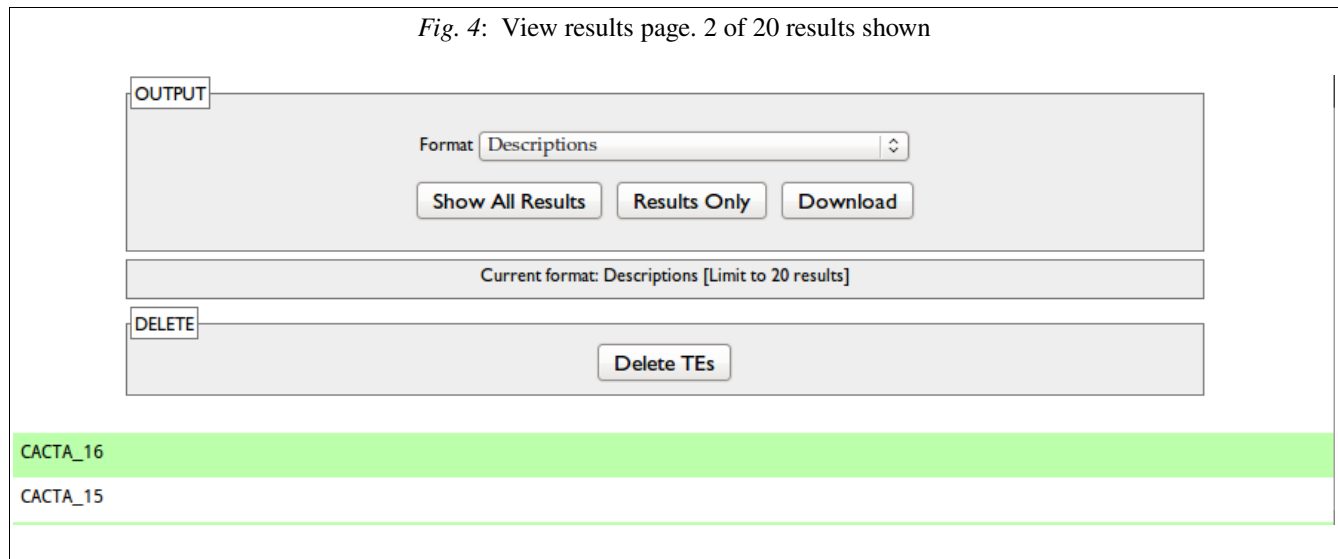 Fig. 4: View results page. 2 of 20 results shown
OUTPUT
Format Descriptions
Show All Results Results Only Download
Current format: Descriptions [Limit to 20 results]
DELETE
Delete TEs
CACTA_16
CACTA_15